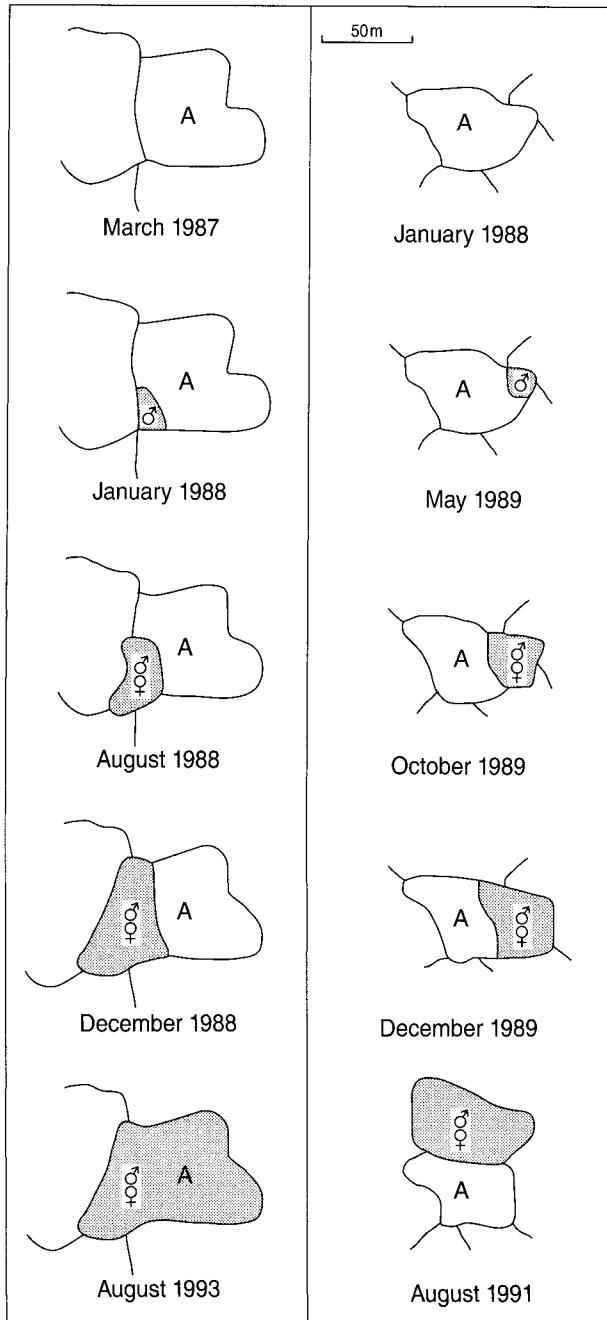 A
March 1987
♂
A
January 1988
♂
♀
A
August 1988
♂
♀
A
December 1988
♂
♀
A
August 1993
50m
A
January 1988
A
♂
May 1989
A
♂
♀
October 1989
A
♂
♀
December 1989
♂
♀
A
August 1991